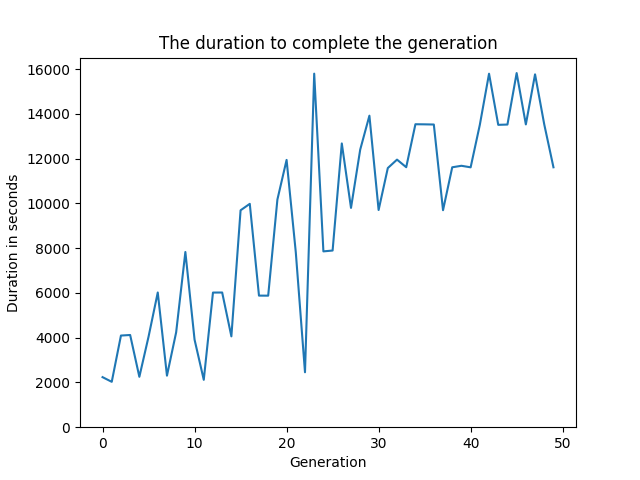 The duration to complete the generation
16000
14000
12000
10000
8000
6000
4000
2000
0
Duration in seconds
0 10 20 30 40 50
Generation